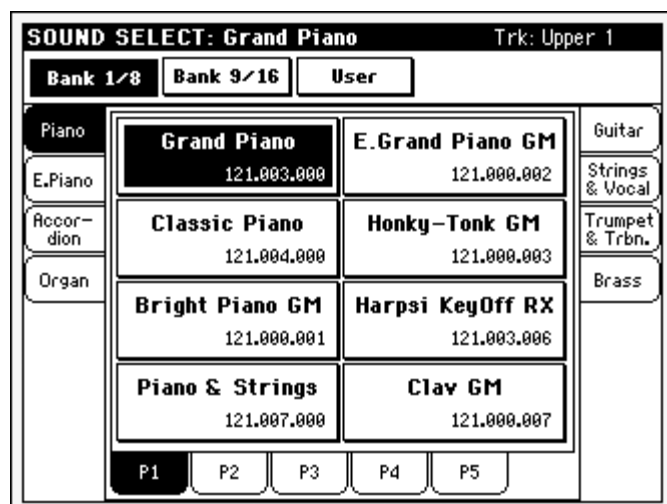 SOUND SELECT: Grand Piano Trk: Upper 1
Bank 1/8 Bank 9/16 User
Piano
E.Piano
Accor-
dion
Organ
Grand Piano
121.003.000
E.Grand Piano GM
121.000.002
Classic Piano
121.004.000
Honky-Tonk GM
121.000.003
Bright Piano GM
121.000.001
Harpsi KeyOff RX
121.003.006
Piano & Strings
121.007.000
Clav GM
121.000.007
Guitar
Strings
& Vocal
Trumpet
& Trbn.
Brass
P1 P2 P3 P4 P5